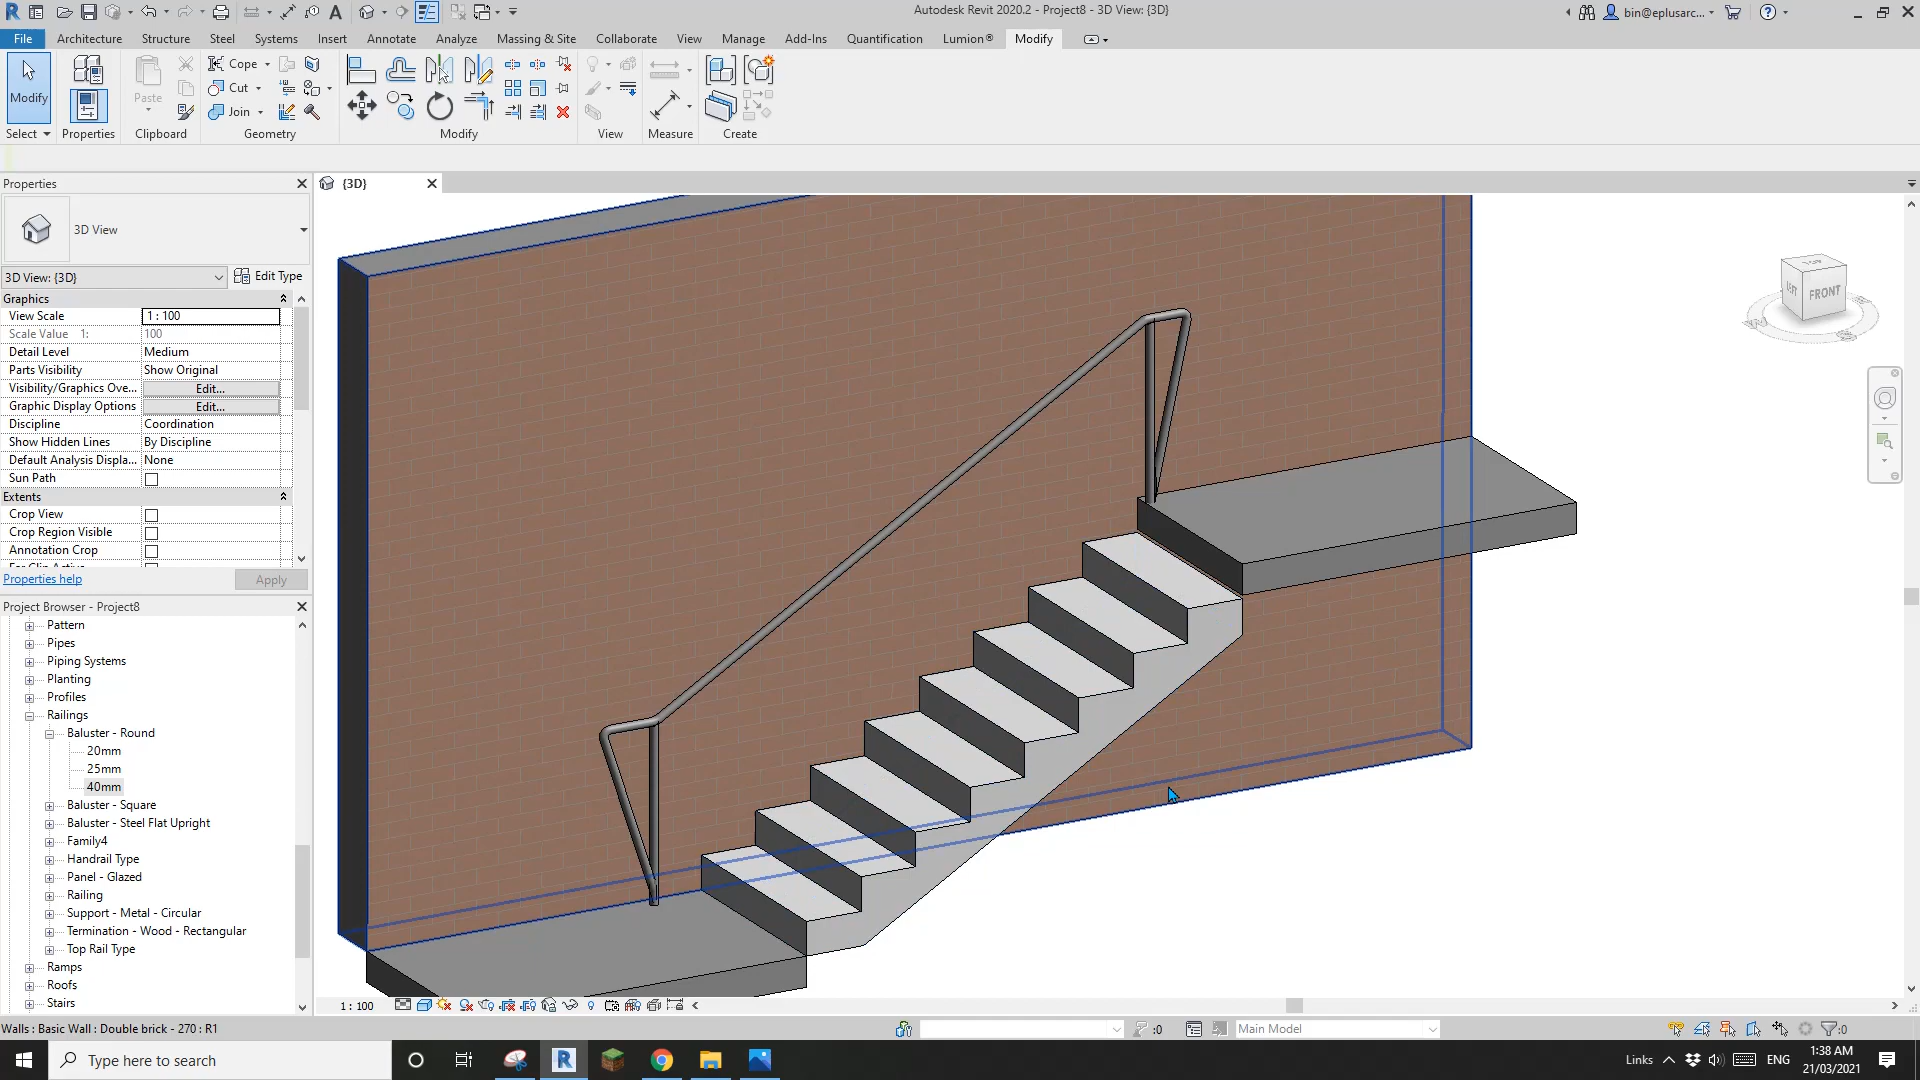 Autodesk Revit 2020.2 - Project8 - 3D View: {3D}
bin@eplusarc...
File Architecture Structure Steel Systems Insert Annotate Analyze Massing & Site Collaborate View Manage Add-Ins Quantification Lumion® Modify
Modify
Paste
Cope
Cut
Join
Select Properties Clipboard Geometry Modify View Measure Create
Properties
{3D}
3D View
3D View: {3D}
Edit Type
Graphics
View Scale 1 : 100
Scale Value 1: 100
Detail Level Medium
Parts Visibility Show Original
Visibility/Graphics Ove... Edit...
Graphic Display Options Edit...
Discipline Coordination
Show Hidden Lines By Discipline
Default Analysis Displa... None
Sun Path
Extents
Crop View
Crop Region Visible
Annotation Crop
Properties help
Apply
Project Browser - Project8
Pattern
Pipes
Piping Systems
Planting
Profiles
Railings
Baluster - Round
20mm
25mm
40mm
Baluster - Square
Baluster - Steel Flat Upright
Family4
Handrail Type
Panel - Glazed
Railing
Support - Metal - Circular
Termination - Wood - Rectangular
Top Rail Type
Ramps
Roofs
Stairs
TOP
LEFT
FRONT
1 : 100
Walls : Basic Wall : Double brick - 270 : R1
:0
Main Model
:0
Type here to search
Links
ENG
1:38 AM
21/03/2021